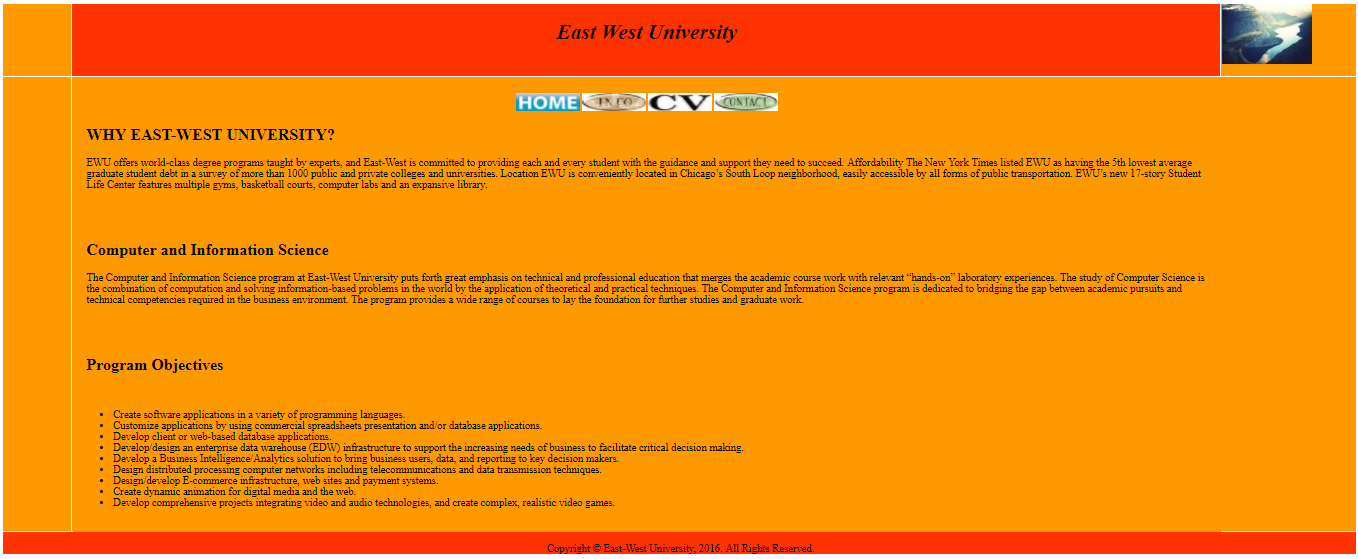 East West University
HOME INFO CV CONTACT
WHY EAST-WEST UNIVERSITY?
EWU offers world-class degree programs taught by experts, and East-West is committed to providing each and every student with the guidance and support they need to succeed. Affordability The New York Times listed EWU as having the 5th lowest average
graduate student debt in a survey of more than 1000 public and private colleges and universities. Location EWU is conveniently located in Chicago’s South Loop neighborhood, easily accessible by all forms of public transportation. EWU’s new 17-story Student
Life Center features multiple gyms, basketball courts, computer labs and an expansive library.
Computer and Information Science
The Computer and Information Science program at East-West University puts forth great emphasis on technical and professional education that merges the academic course work with relevant “hands-on” laboratory experiences. The study of Computer Science is
the combination of computation and solving information-based problems in the world by the application of theoretical and practical techniques. The Computer and Information Science program is dedicated to bridging the gap between academic pursuits and
technical competencies required in the business environment. The program provides a wide range of courses to lay the foundation for further studies and graduate work.
Program Objectives
• Create software applications in a variety of programming languages.
• Customize applications by using commercial spreadsheets presentation and/or database applications.
• Develop client or web-based database applications.
• Develop/design an enterprise data warehouse (EDW) infrastructure to support the increasing needs of business to facilitate critical decision making.
• Develop a Business Intelligence/Analytics solution to bring business users, data, and reporting to key decision makers.
• Design distributed processing computer networks including telecommunications and data transmission techniques.
• Design/develop E-commerce infrastructure, web sites and payment systems.
• Create dynamic animation for digital media and the web.
• Develop comprehensive projects integrating video and audio technologies, and create complex, realistic video games.
Copyright © East-West University, 2016. All Rights Reserved.